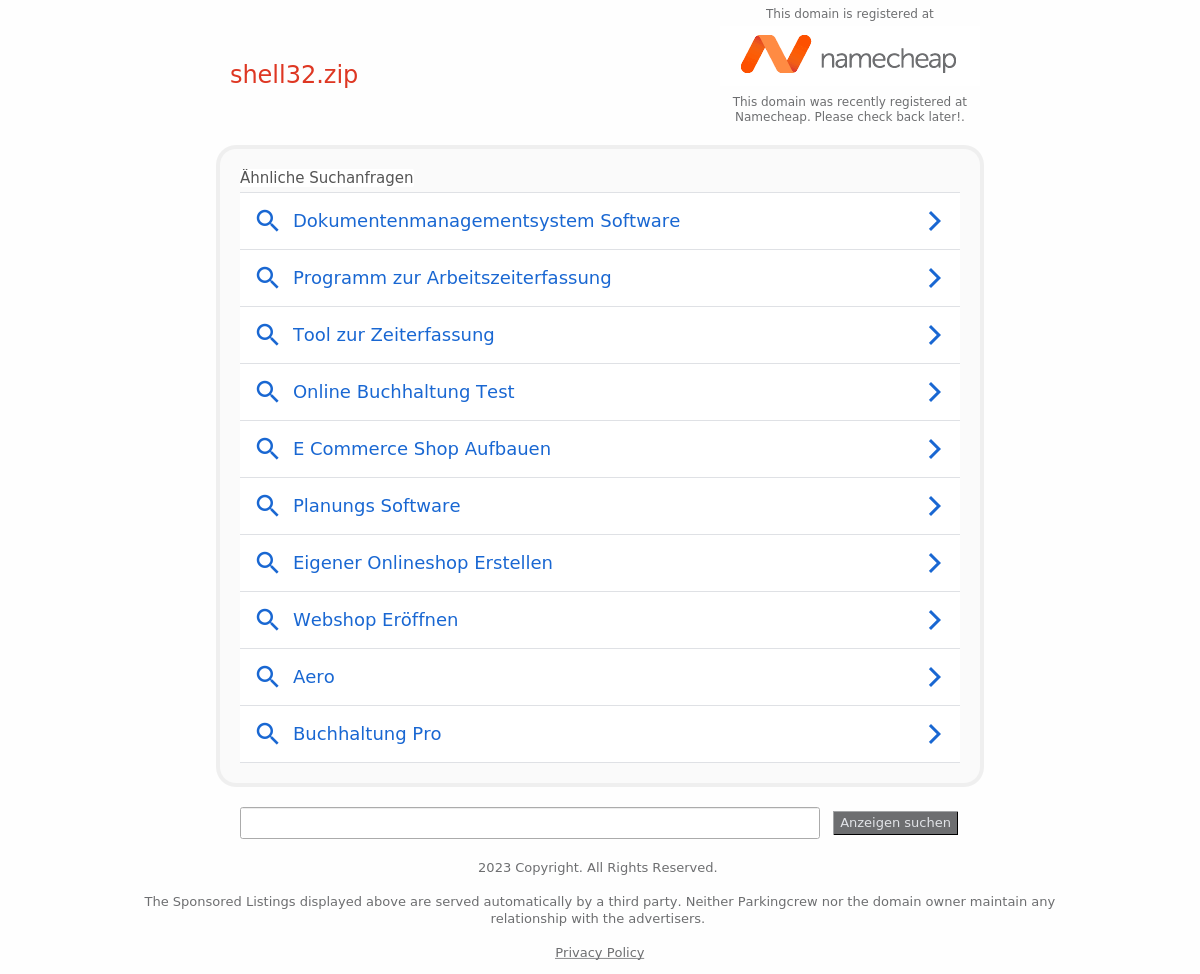 This domain is registered at
namecheap
shell32.zip
This domain was recently registered at
Namecheap. Please check back later!.
Ähnliche Suchanfragen
Dokumentenmanagementsystem Software
Programm zur Arbeitszeiterfassung
Tool zur Zeiterfassung
Online Buchhaltung Test
E Commerce Shop Aufbauen
Planungs Software
Eigener Onlineshop Erstellen
Webshop Eröffnen
Aero
Buchhaltung Pro
Anzeigen suchen
2023 Copyright. All Rights Reserved.
The Sponsored Listings displayed above are served automatically by a third party. Neither Parkingcrew nor the domain owner maintain any
relationship with the advertisers.
Privacy Policy